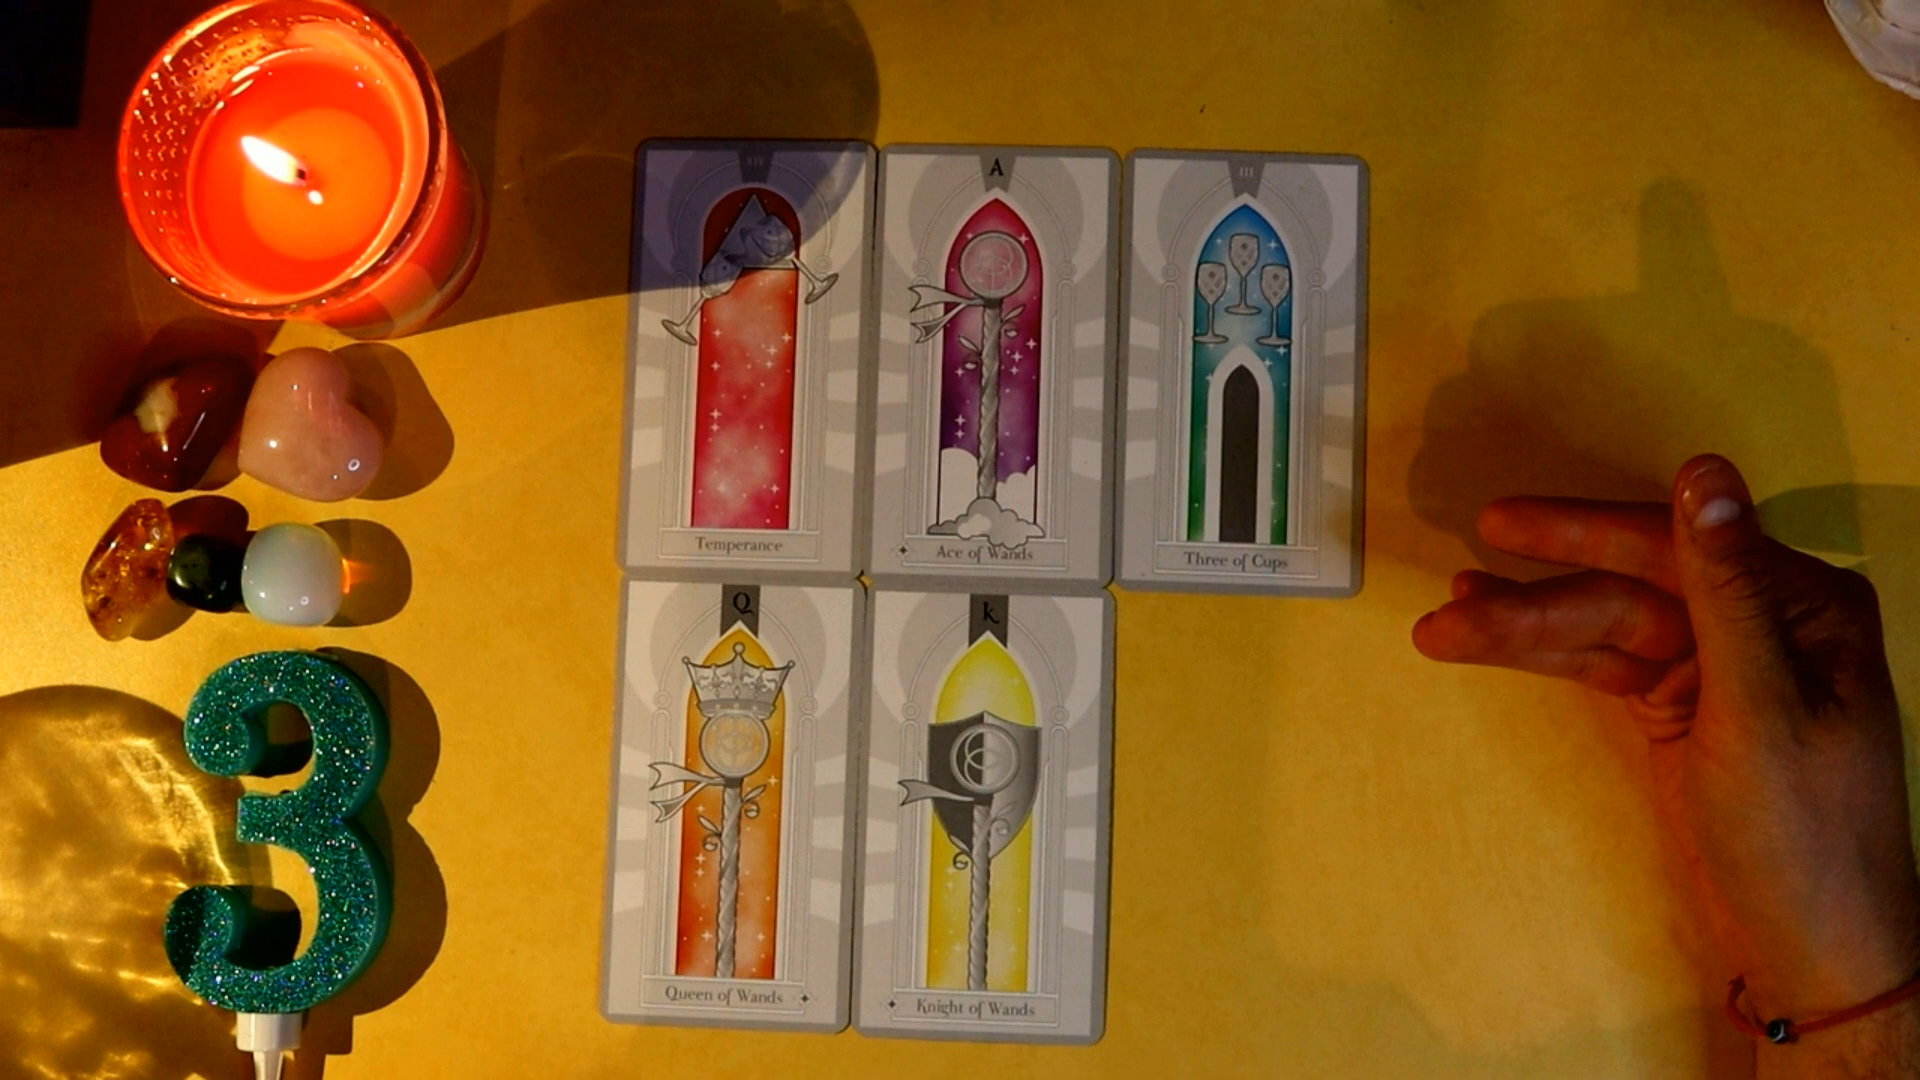 XIV
A
III
Temperance
Ace of Wands
Three of Cups
Q
K
Queen of Wands
Knight of Wands
3